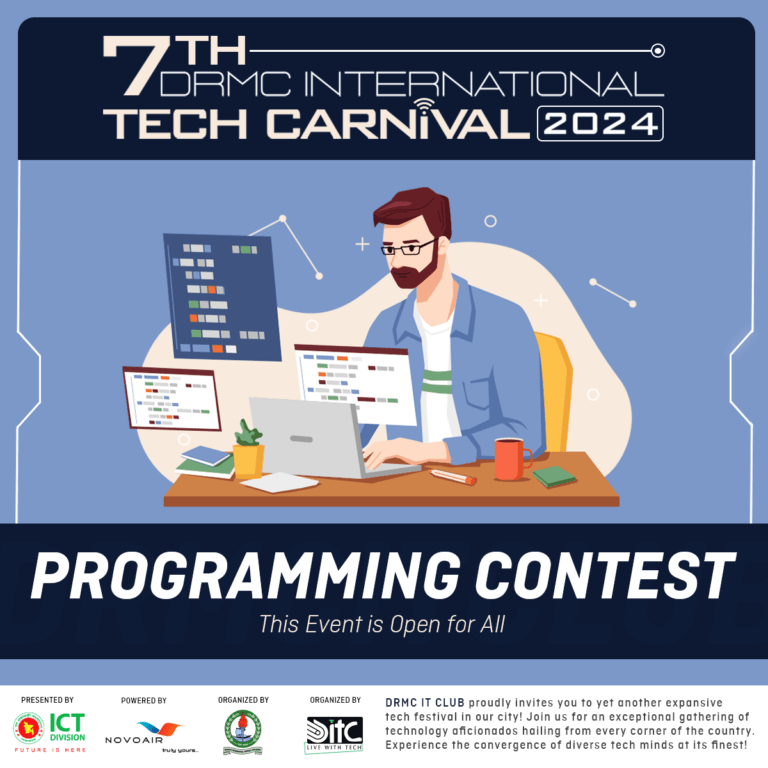 7TH
DRMC INTERNATIONAL
TECH CARNIVAL 2024
PROGRAMMING CONTEST
This Event is Open for All
PRESENTED BY
ICT
DIVISION
FUTURE IS HERE
POWERED BY
NOVOAIR
truly yours...
ORGANIZED BY
ORGANIZED BY
DITC
LIVE WITH TECH
DRMC IT CLUB proudly invites you to yet another expansive
tech festival in our city! Join us for an exceptional gathering of
technology aficionados hailing from every corner of the country.
Experience the convergence of diverse tech minds at its finest!